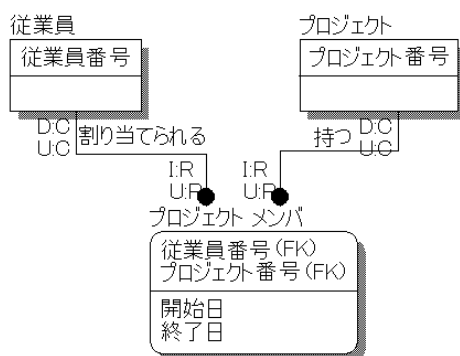 従業員
プロジェクト
従業員番号
プロジェクト番号
D:C
U:C
割り当てられる
持つ
D:C
U:C
I:R
U:R
I:R
U:R
プロジェクト メンバ
従業員番号(FK)
プロジェクト番号(FK)
開始日
終了日